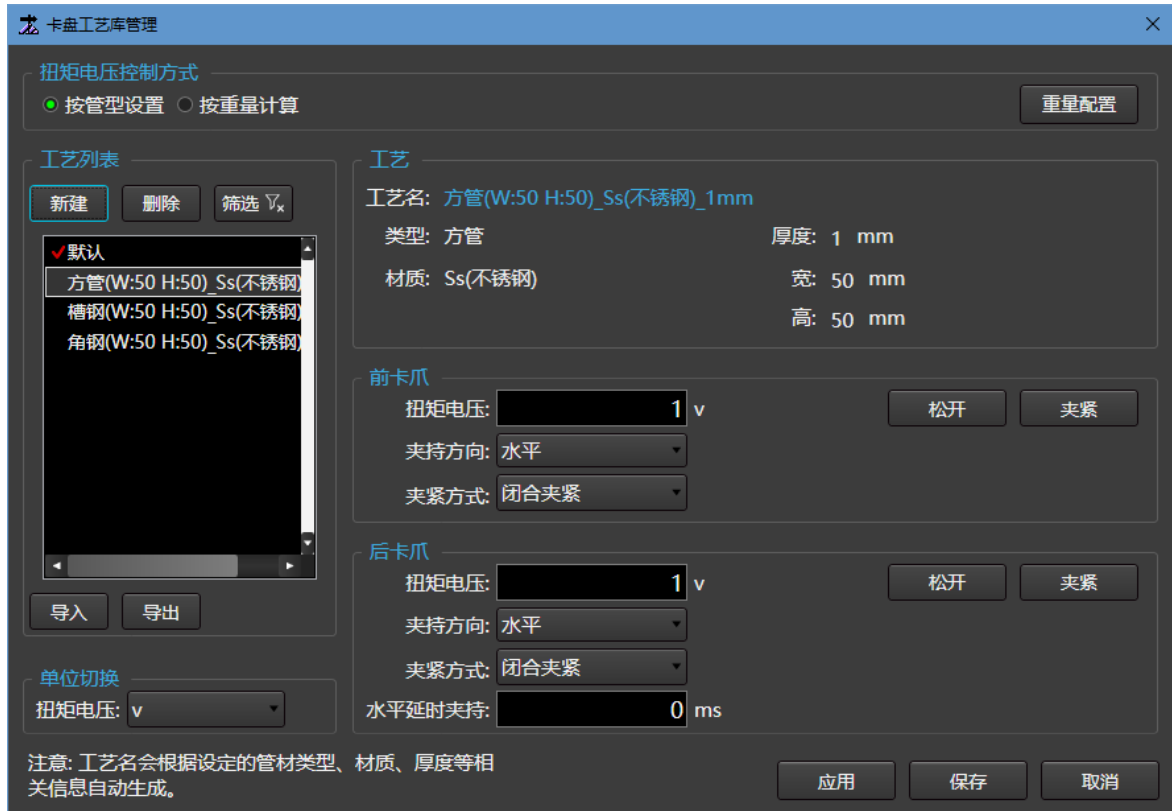 卡盘工艺库管理
扭矩电压控制方式
按管型设置 按重量计算 重量配置
工艺列表
新建 删除 筛选
默认
方管(W:50 H:50)_Ss(不锈钢)
槽钢(W:50 H:50)_Ss(不锈钢)
角钢(W:50 H:50)_Ss(不锈钢)
导入 导出
单位切换
扭矩电压: v
工艺
工艺名: 方管(W:50 H:50)_Ss(不锈钢)_1mm
类型: 方管 厚度: 1 mm
材质: Ss(不锈钢) 宽: 50 mm
高: 50 mm
前卡爪
扭矩电压: 1 v 松开 夹紧
夹持方向: 水平
夹紧方式: 闭合夹紧
后卡爪
扭矩电压: 1 v 松开 夹紧
夹持方向: 水平
夹紧方式: 闭合夹紧
水平延时夹持: 0 ms
注意: 工艺名会根据设定的管材类型、材质、厚度等相
关信息自动生成。
应用 保存 取消